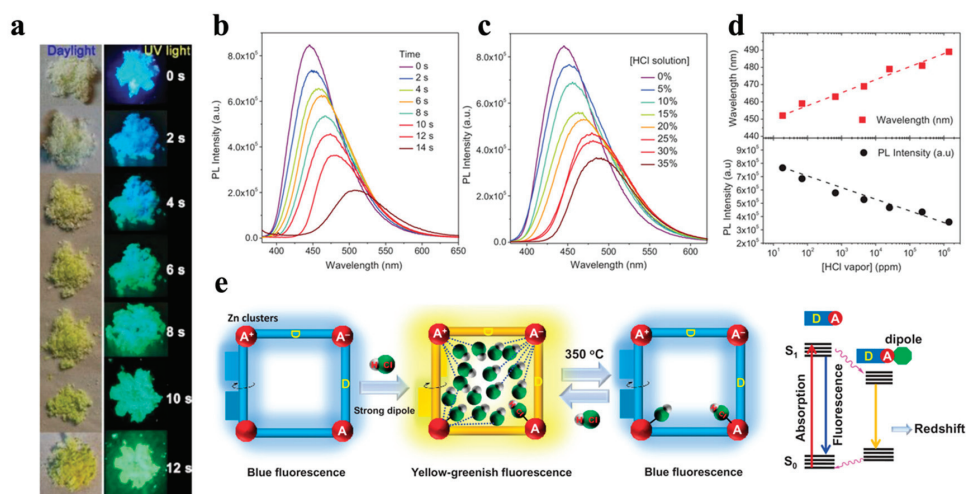 a
Daylight
UV light
0 s
2 s
4 s
6 s
8 s
10 s
12 s
b
PL Intensity (a.u.)
8.0x10⁵
6.0x10⁵
4.0x10⁵
2.0x10⁵
0.0
400
450
500
550
600
650
Wavelength (nm)
Time
0 s
2 s
4 s
6 s
8 s
10 s
12 s
14 s
c
PL Intensity (a.u.)
8.0x10⁵
6.0x10⁵
4.0x10⁵
2.0x10⁵
0.0
400
450
500
550
600
Wavelength (nm)
[HCl solution]
0%
5%
10%
15%
20%
25%
30%
35%
d
Wavelength (nm)
490
480
470
460
450
440
Wavelength (nm)
PL Intensity (a.u)
9x10⁵
8x10⁵
7x10⁵
6x10⁵
5x10⁵
4x10⁵
3x10⁵
2x10⁵
PL Intensity (a.u)
10¹
10²
10³
10⁴
10⁵
10⁶
[HCl vapor] (ppm)
e
Zn clusters
A⁺
D
A⁻
D
A
Blue fluorescence
H Cl
Strong dipole
A⁺
D
A⁻
D
A
Yellow-greenish fluorescence
350 °C
A⁺
D
A⁻
D
A
Blue fluorescence
D A
S₁
S₀
Absorption
Fluorescence
dipole
D A
Redshift